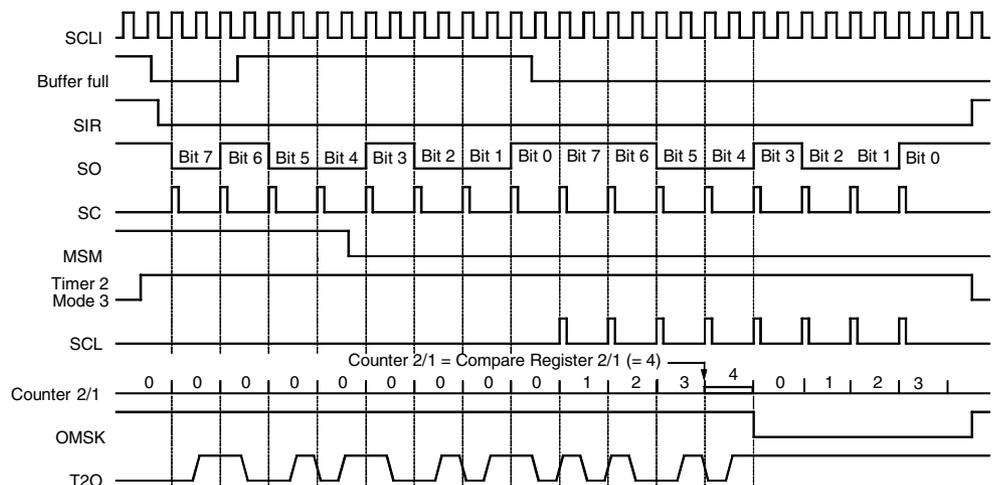 SCLI
Buffer full
SIR
SO Bit 7 Bit 6 Bit 5 Bit 4 Bit 3 Bit 2 Bit 1 Bit 0 Bit 7 Bit 6 Bit 5 Bit 4 Bit 3 Bit 2 Bit 1 Bit 0
SC
MSM
Timer 2
Mode 3
SCL
Counter 2/1 = Compare Register 2/1 (= 4)
Counter 2/1 0 0 0 0 0 0 0 0 0 1 2 3 4 0 1 2 3
OMSK
T2O